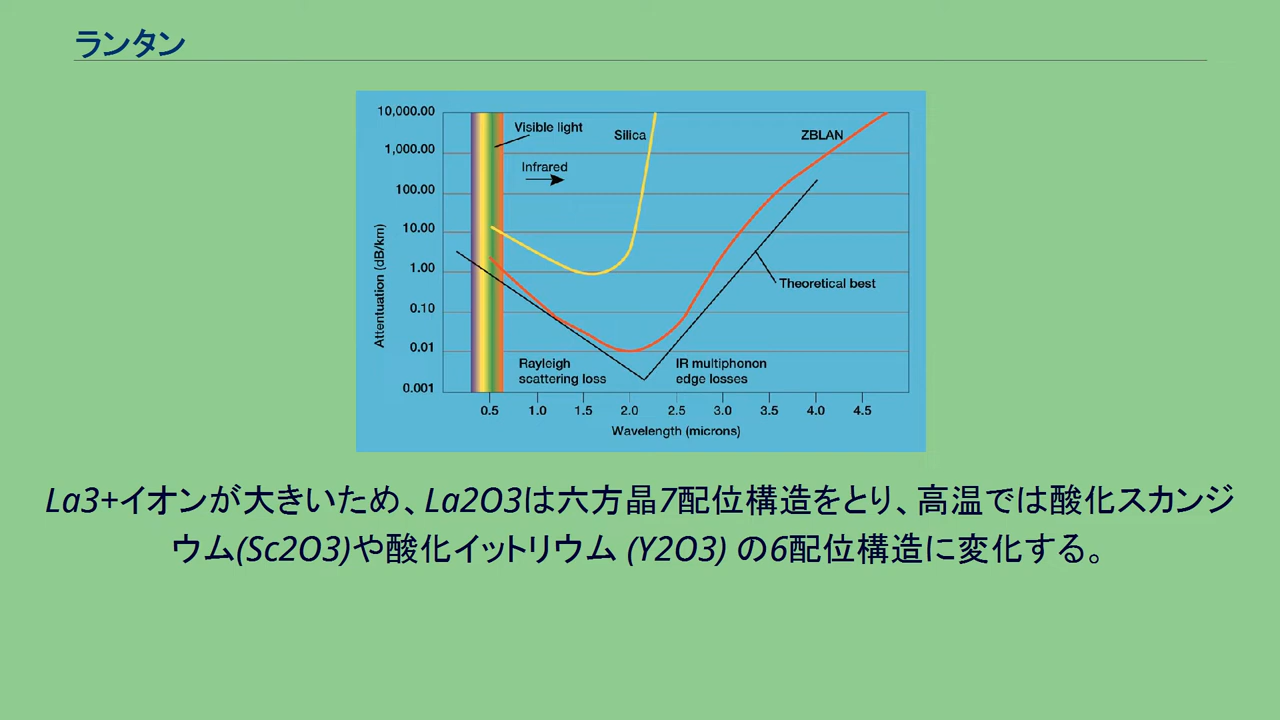 ランタン
10,000.00
1,000.00
100.00
10.00
1.00
0.10
0.01
0.001
Attentuation (dB/km)
Visible light
Infrared
Silica
ZBLAN
Theoretical best
Rayleigh
scattering loss
IR multiphonon
edge losses
0.5 1.0 1.5 2.0 2.5 3.0 3.5 4.0 4.5
Wavelength (microns)
La3+イオンが大きいため、La2O3は六方晶7配位構造をとり、高温では酸化スカンジ
ウム(Sc2O3)や酸化イットリウム (Y2O3) の6配位構造に変化する。